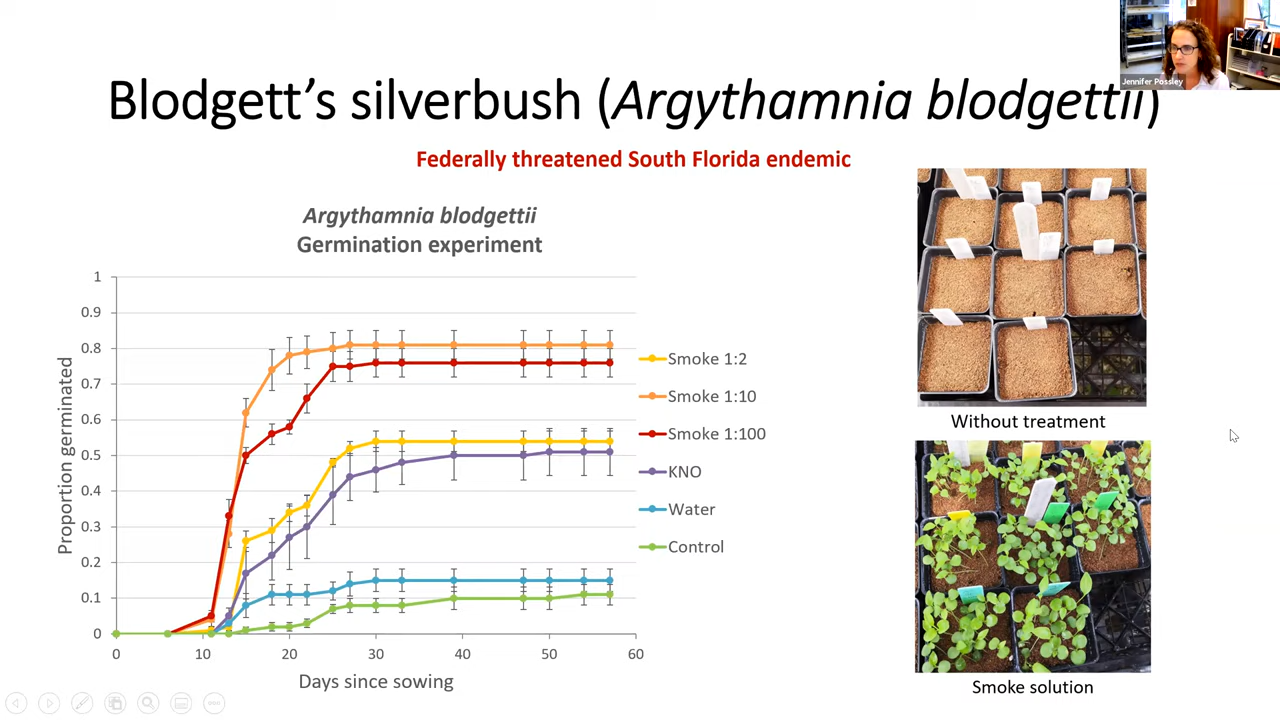 Jennifer Possley
Blodgett's silverbush (Argythamnia blodgettii)
Federally threatened South Florida endemic
Argythamnia blodgettii
Germination experiment
Proportion germinated
1
0.9
0.8
0.7
0.6
0.5
0.4
0.3
0.2
0.1
0
0 10 20 30 40 50 60
Days since sowing
Smoke 1:2
Smoke 1:10
Smoke 1:100
KNO
Water
Control
Without treatment
Smoke solution